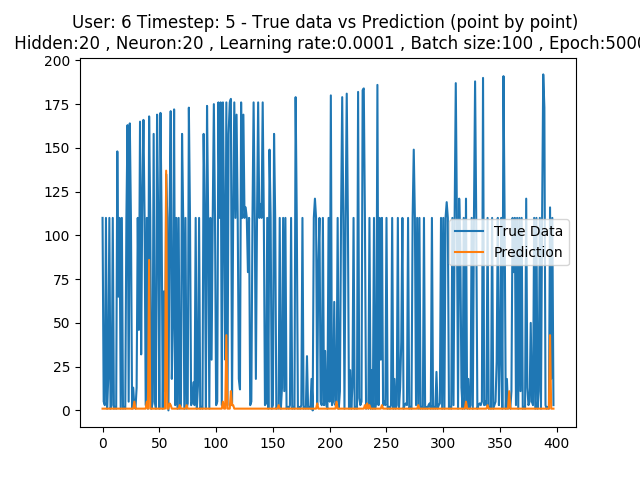 User: 6 Timestep: 5 - True data vs Prediction (point by point)
Hidden:20 , Neuron:20 , Learning rate:0.0001 , Batch size:100 , Epoch:5000
200
175
150
125
100
75
50
25
0
True Data
Prediction
0 50 100 150 200 250 300 350 400